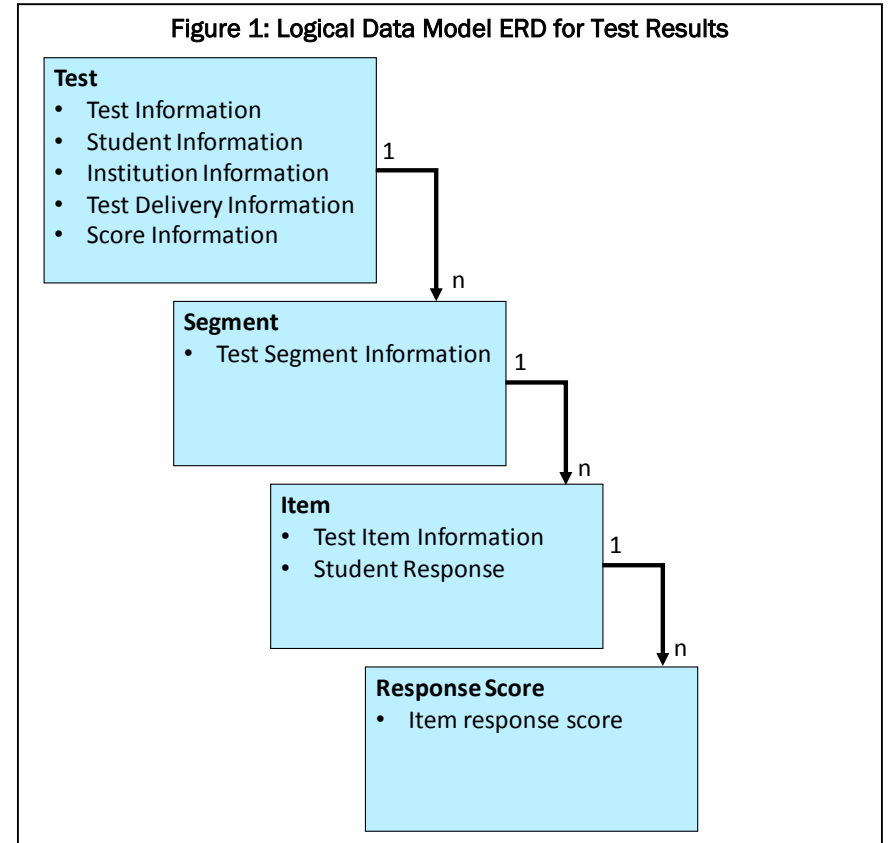 Figure 1: Logical Data Model ERD for Test Results
Test
• Test Information
• Student Information
• Institution Information
• Test Delivery Information
• Score Information
1
n
Segment
• Test Segment Information
1
n
Item
• Test Item Information
• Student Response
1
n
Response Score
• Item response score